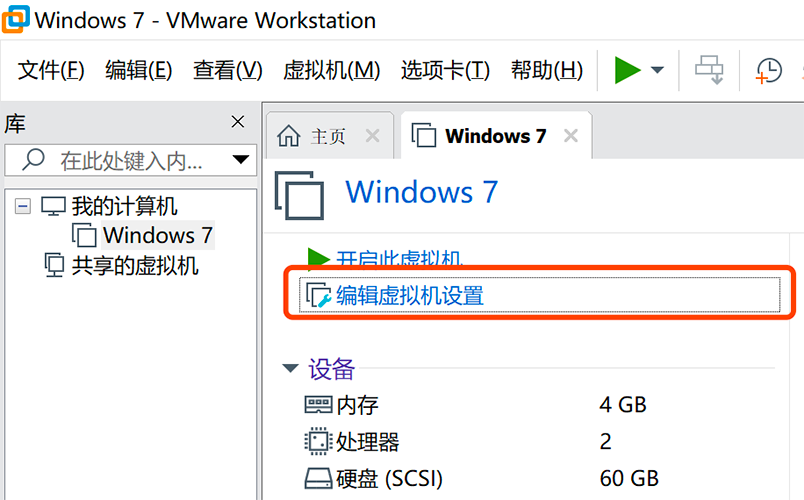 Windows 7 - VMware Workstation
文件(F) 编辑(E) 查看(V) 虚拟机(M) 选项卡(T) 帮助(H)
库
主页
Windows 7
在此处键入内...
Windows 7
我的计算机
Windows 7
共享的虚拟机
开启此虚拟机
编辑虚拟机设置
设备
内存 4 GB
处理器 2
硬盘 (SCSI) 60 GB